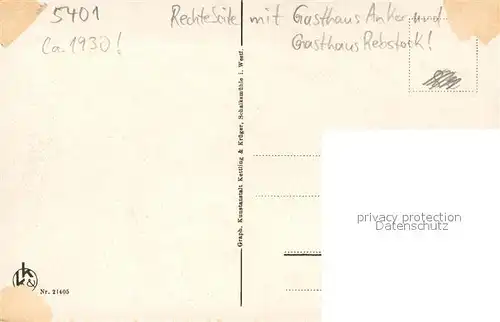 5401
Rechte Seite mit Gasthaus Anker und
Ca. 1930!
Gasthaus Rebstock!
Graph. Kunstanstalt Kettling & Krüger, Schalksmühle i. Westf.
privacy protection
Datenschutz
K&K
Nr. 21405